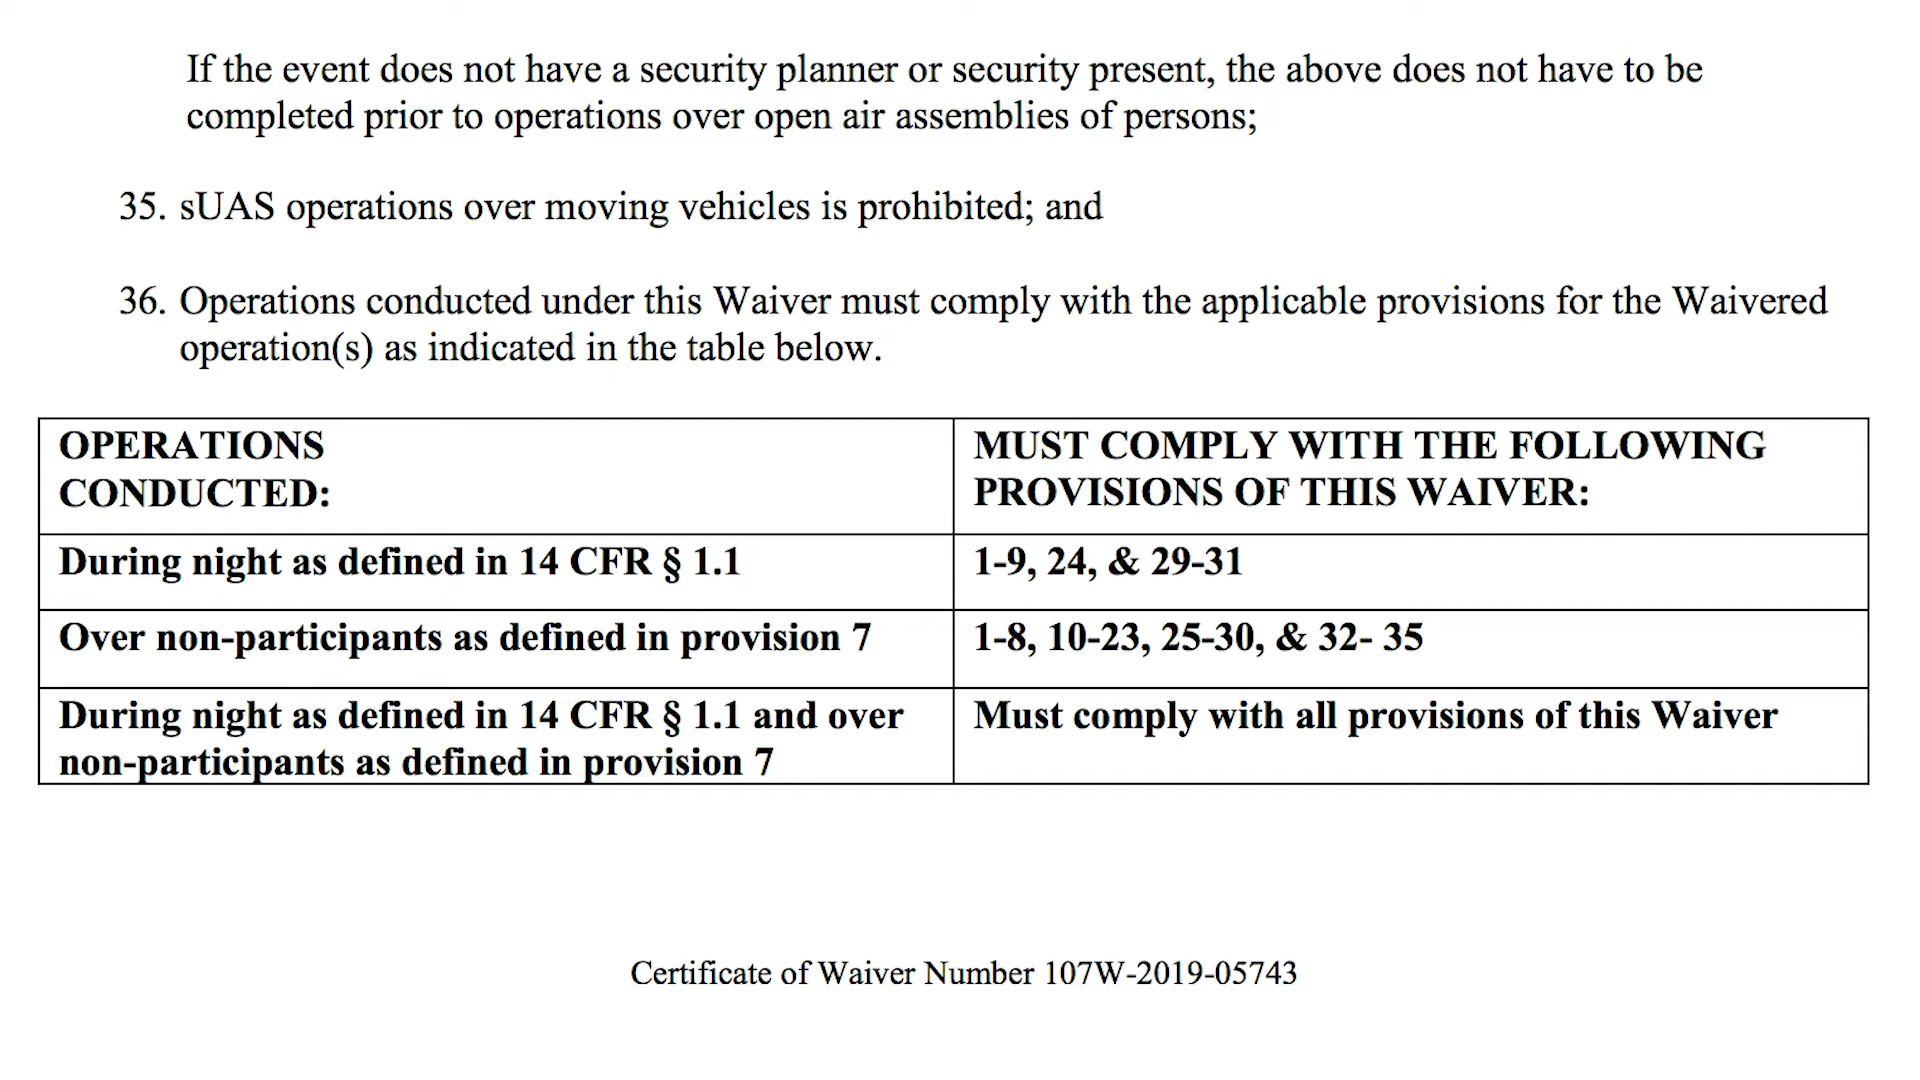 If the event does not have a security planner or security present, the above does not have to be
completed prior to operations over open air assemblies of persons;
35. sUAS operations over moving vehicles is prohibited; and
36. Operations conducted under this Waiver must comply with the applicable provisions for the Waivered
operation(s) as indicated in the table below.
OPERATIONS
CONDUCTED:
MUST COMPLY WITH THE FOLLOWING
PROVISIONS OF THIS WAIVER:
During night as defined in 14 CFR § 1.1
1-9, 24, & 29-31
Over non-participants as defined in provision 7
1-8, 10-23, 25-30, & 32- 35
During night as defined in 14 CFR § 1.1 and over
non-participants as defined in provision 7
Must comply with all provisions of this Waiver
Certificate of Waiver Number 107W-2019-05743